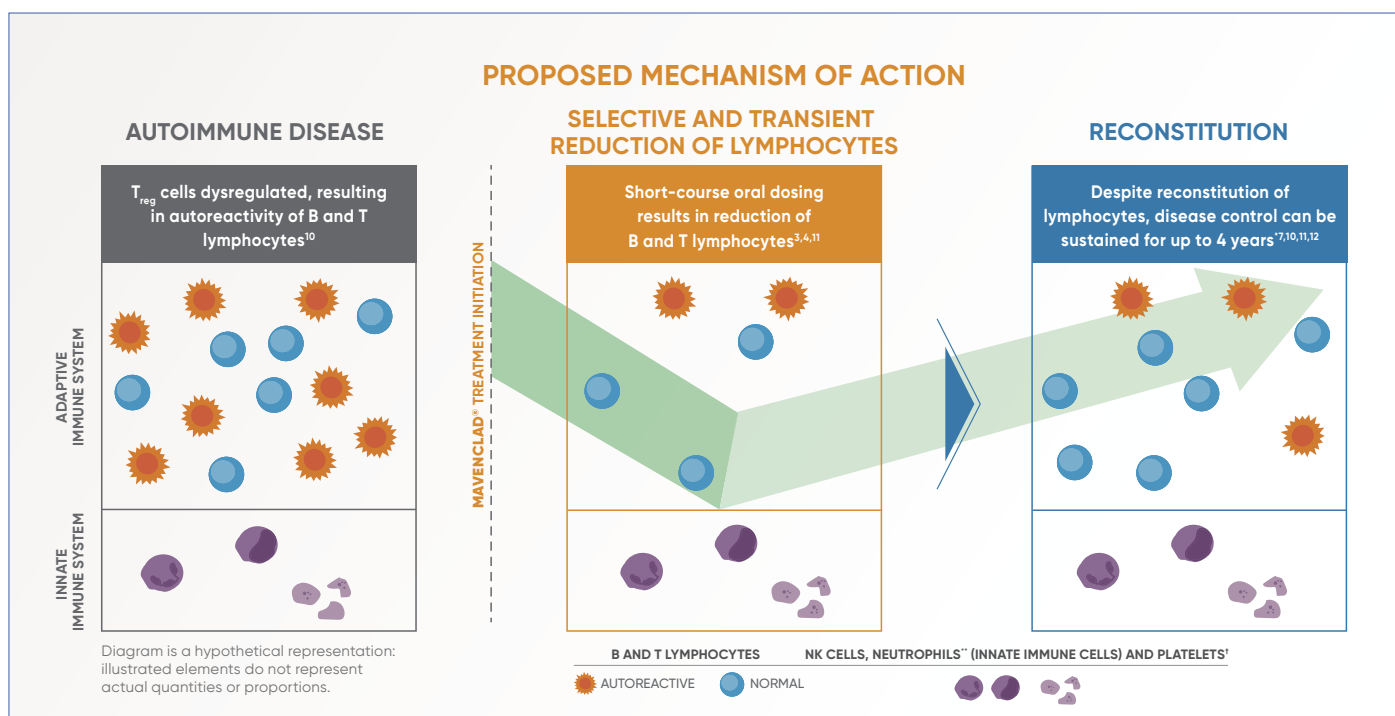 PROPOSED MECHANISM OF ACTION
AUTOIMMUNE DISEASE
SELECTIVE AND TRANSIENT
REDUCTION OF LYMPHOCYTES
RECONSTITUTION
Treg cells dysregulated, resulting
in autoreactivity of B and T
lymphocytes10
Short-course oral dosing
results in reduction of
B and T lymphocytes3,4,11
Despite reconstitution of
lymphocytes, disease control can be
sustained for up to 4 years*7,10,11,12
ADAPTIVE
IMMUNE SYSTEM
INNATE
IMMUNE SYSTEM
MAVENCLAD® TREATMENT INITIATION
Diagram is a hypothetical representation:
illustrated elements do not represent
actual quantities or proportions.
B AND T LYMPHOCYTES
AUTOREACTIVE
NORMAL
NK CELLS, NEUTROPHILS** (INNATE IMMUNE CELLS) AND PLATELETS†